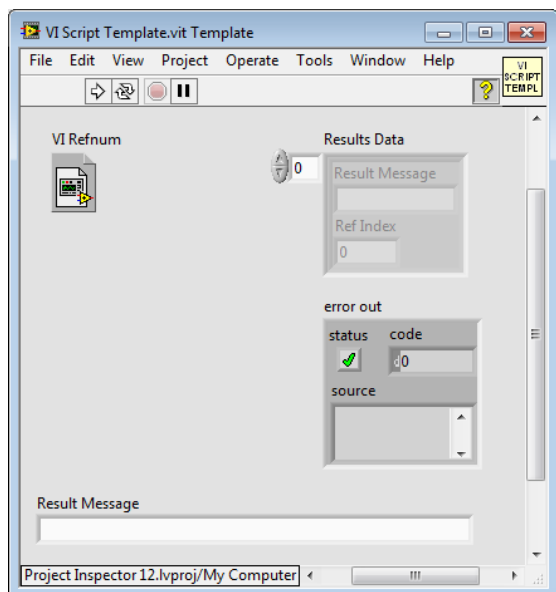 VI Script Template.vit Template
File Edit View Project Operate Tools Window Help
VI
SCRIPT
TEMPL
VI Refnum
Results Data
0
Result Message
Ref Index
0
error out
status code
d0
source
Result Message
Project Inspector 12.lvproj/My Computer